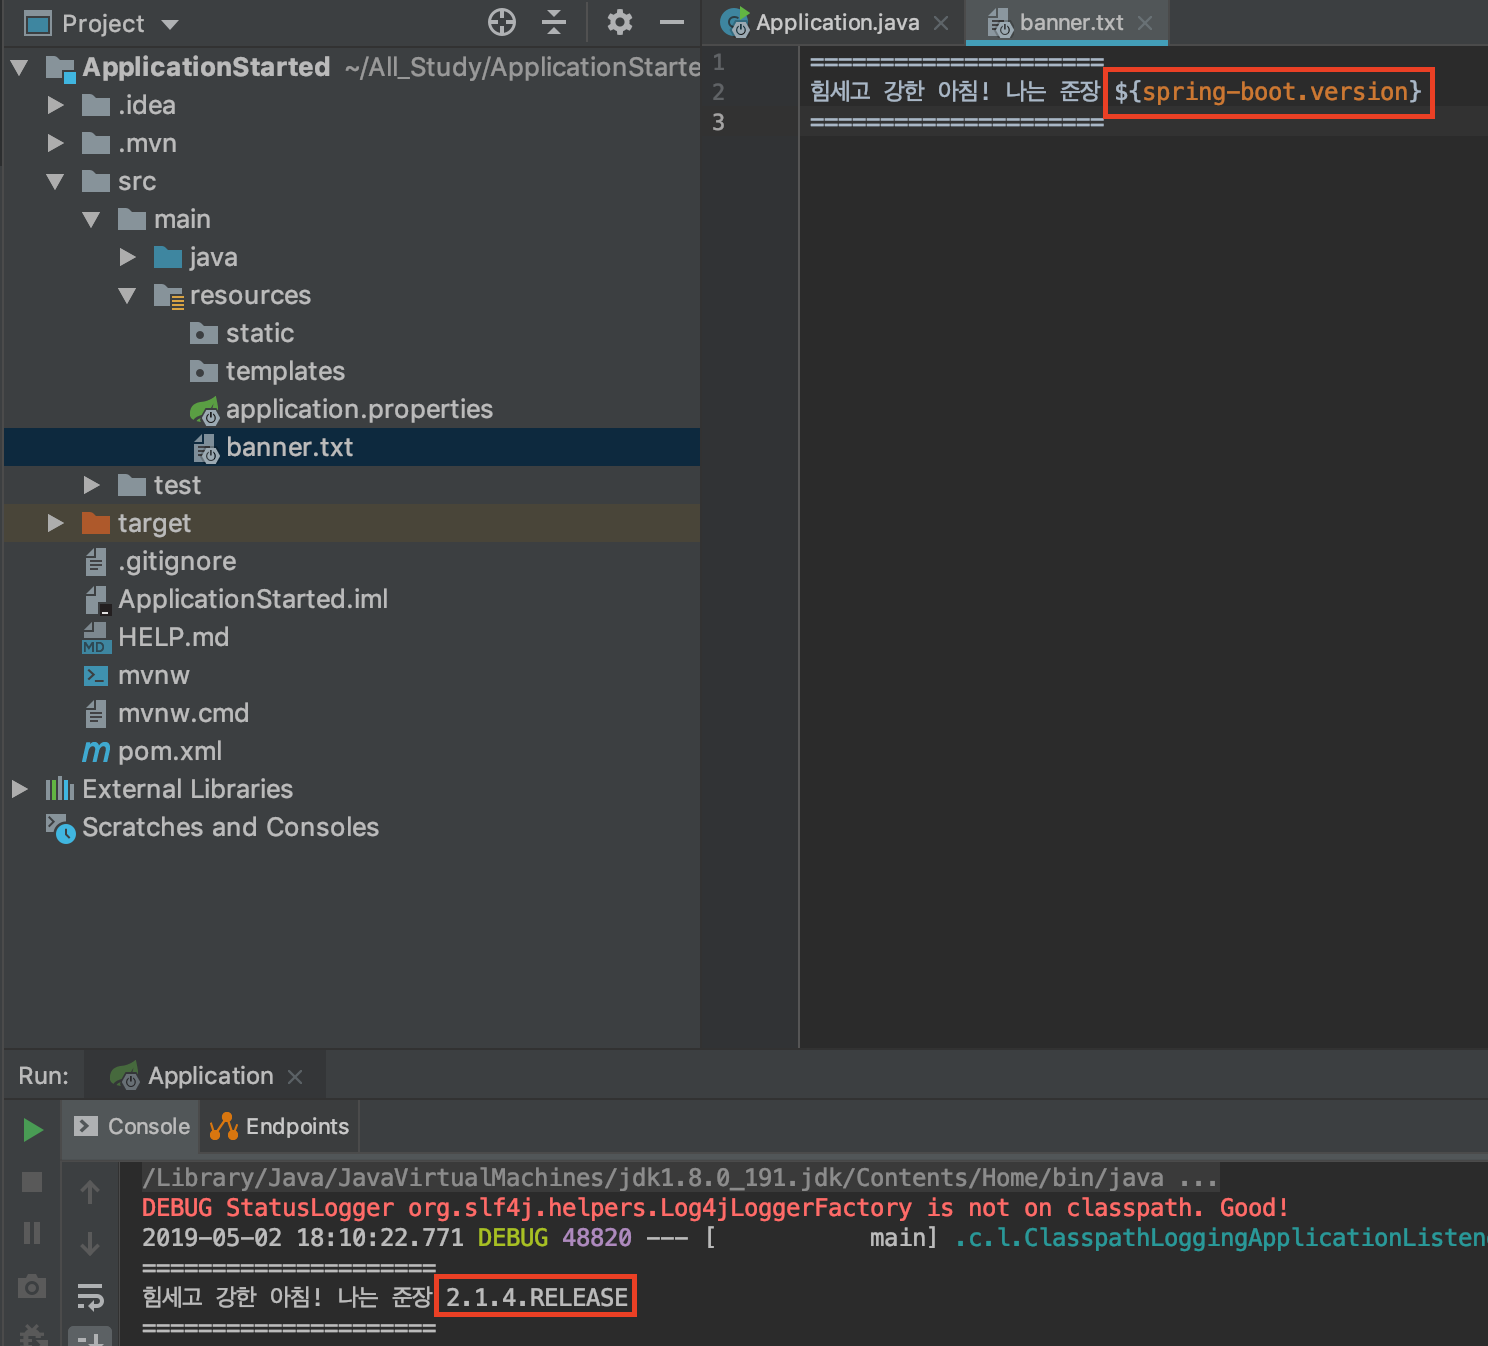 Project
ApplicationStarted ~/All_Study/ApplicationStarte
.idea
.mvn
src
main
java
resources
static
templates
application.properties
banner.txt
test
target
.gitignore
ApplicationStarted.iml
HELP.md
mvnw
mvnw.cmd
pom.xml
External Libraries
Scratches and Consoles
Application.java
banner.txt
1 =====================
2 힘세고 강한 아침! 나는 준장 ${spring-boot.version}
3 =====================
Run: Application
Console Endpoints
/Library/Java/JavaVirtualMachines/jdk1.8.0_191.jdk/Contents/Home/bin/java ...
DEBUG StatusLogger org.slf4j.helpers.Log4jLoggerFactory is not on classpath. Good!
2019-05-02 18:10:22.771 DEBUG 48820 --- [           main] .c.l.ClasspathLoggingApplicationListen
=====================
힘세고 강한 아침! 나는 준장 2.1.4.RELEASE
=====================